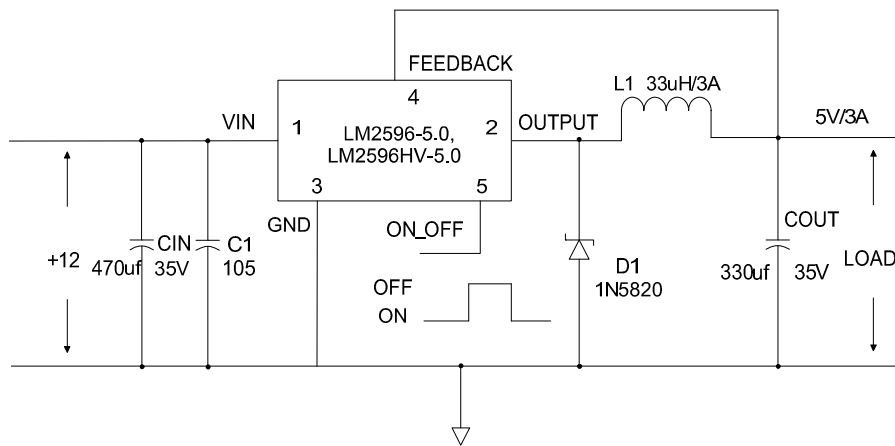 FEEDBACK
4
L1 33uH/3A
VIN
1
LM2596-5.0,
LM2596HV-5.0
2
OUTPUT
5V/3A
3
5
GND
ON_OFF
+12
CIN
470uf 35V
C1
105
OFF
ON
D1
1N5820
COUT
330uf 35V
LOAD